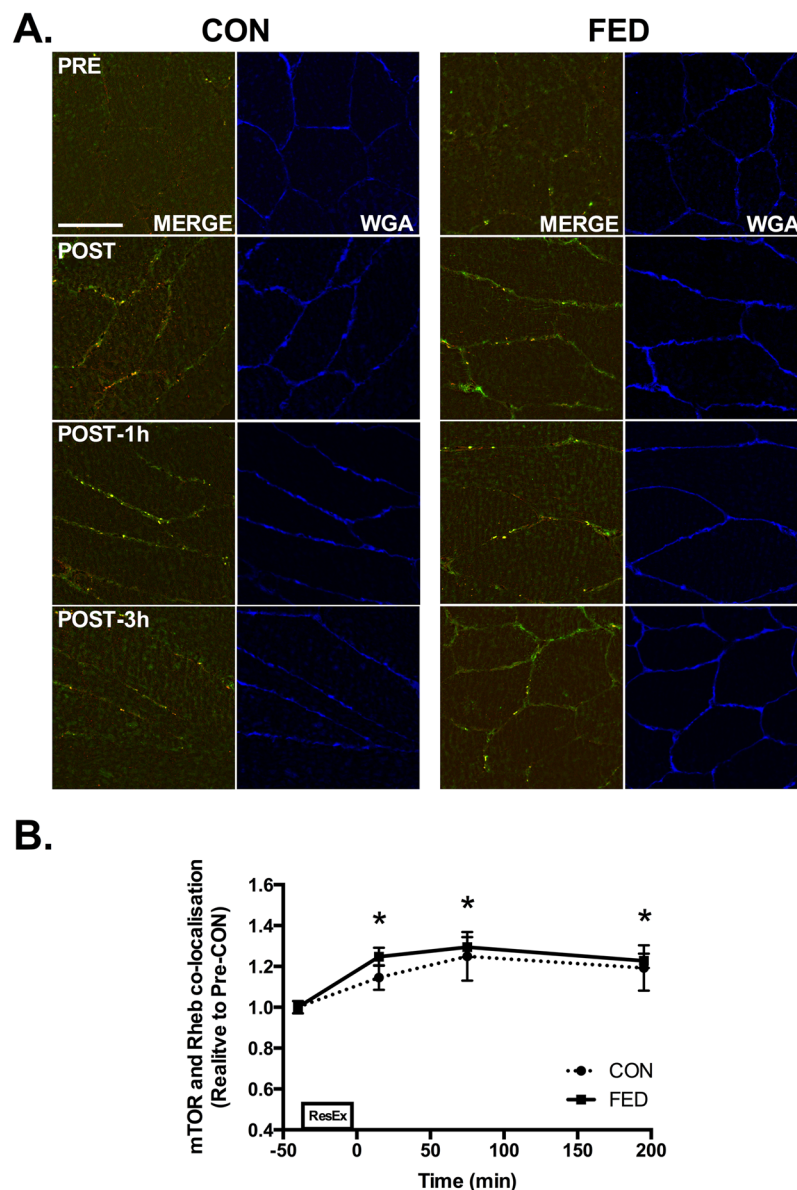 A.
CON
FED
PRE
MERGE
WGA
MERGE
WGA
POST
POST-1h
POST-3h
B.
mTOR and Rheb co-localisation
(Realitve to Pre-CON)
1.6
1.4
1.2
1.0
0.8
0.6
0.4
*
*
*
CON
FED
ResEx
-50
0
50
100
150
200
Time (min)